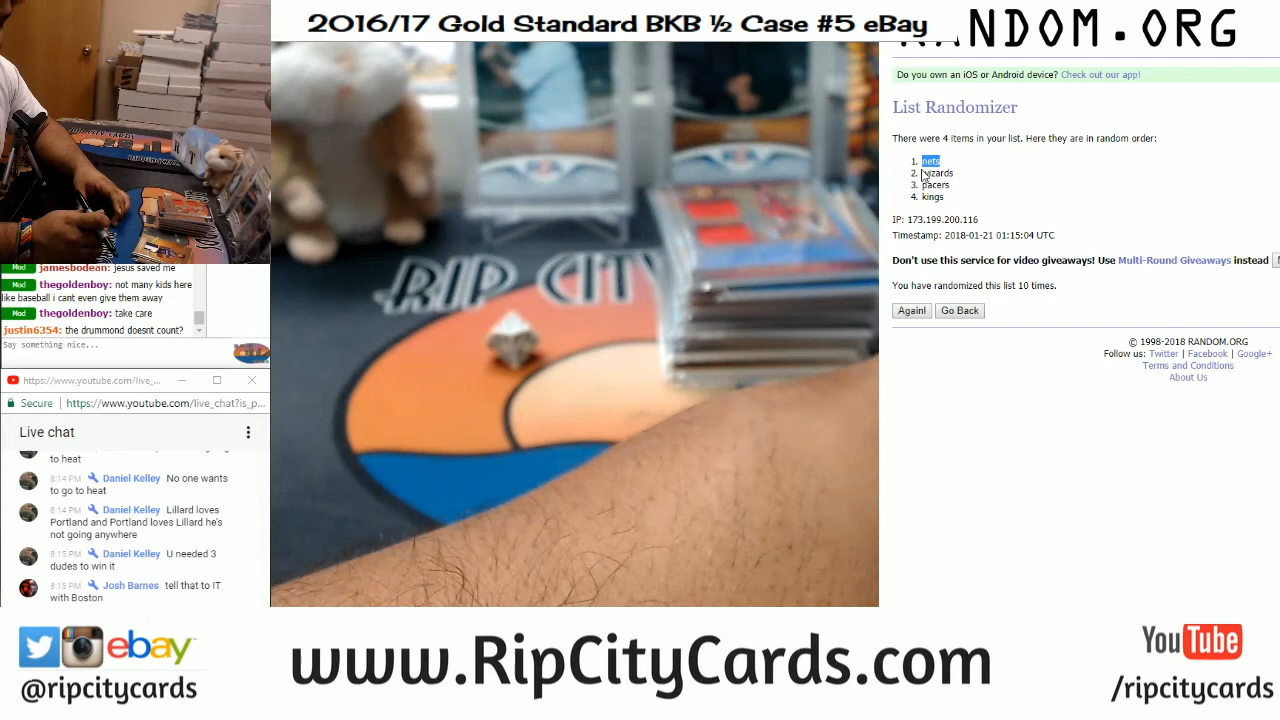 2016/17 Gold Standard BKB ½ Case #5 eBay
RANDOM.ORG
Do you own an iOS or Android device? Check out our app!
List Randomizer
There were 4 items in your list. Here they are in random order:
1. nets
2. wizards
3. pacers
4. kings
IP: 173.199.200.116
Timestamp: 2018-01-21 01:15:04 UTC
Don't use this service for video giveaways! Use Multi-Round Giveaways instead
You have randomized this list 10 times.
Again! Go Back
© 1998-2018 RANDOM.ORG
Follow us: Twitter | Facebook | Google+
Terms and Conditions
About Us
RIP CITY
Mod jamesbodean: jesus saved me
Mod thegoldenboy: not many kids here
like baseball i cant even give them away
Mod thegoldenboy: take care
justin6354: the drummond doesnt count?
Say something nice...
https://www.youtube.com/live_...
Secure https://www.youtube.com/live_chat?is_p...
Live chat
to heat
8:14 PM Daniel Kelley No one wants
to go to heat
8:14 PM Daniel Kelley Lillard loves
Portland and Portland loves Lillard he's
not going anywhere
8:15 PM Daniel Kelley U needed 3
dudes to win it
8:15 PM Josh Barnes tell that to IT
with Boston
ebay
@ripcitycards
www.RipCityCards.com
YouTube
/ripcitycards